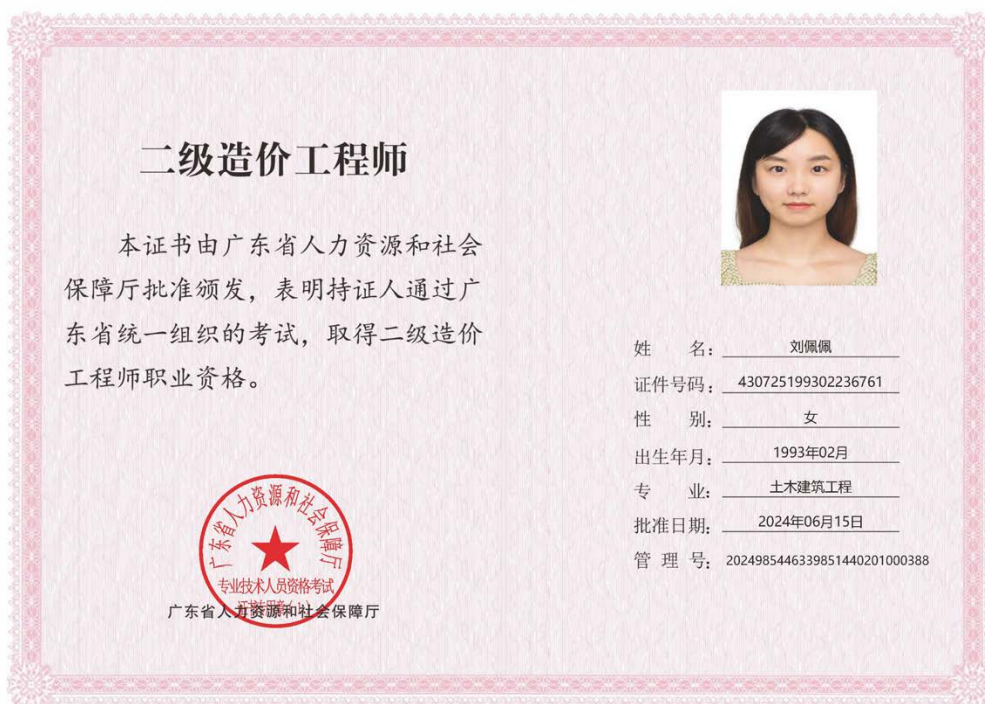 二级造价工程师
本证书由广东省人力资源和社会
保障厅批准颁发，表明持证人通过广
东省统一组织的考试，取得二级造价
工程师职业资格。
广东省人力资源和社会保障厅
专业技术人员资格考试
广东省人力资源和社会保障厅
姓 名：刘佩佩
证件号码：430725199302236761
性 别：女
出生年月：1993年02月
专 业：土木建筑工程
批准日期：2024年06月15日
管 理 号：2024985446339851440201000388